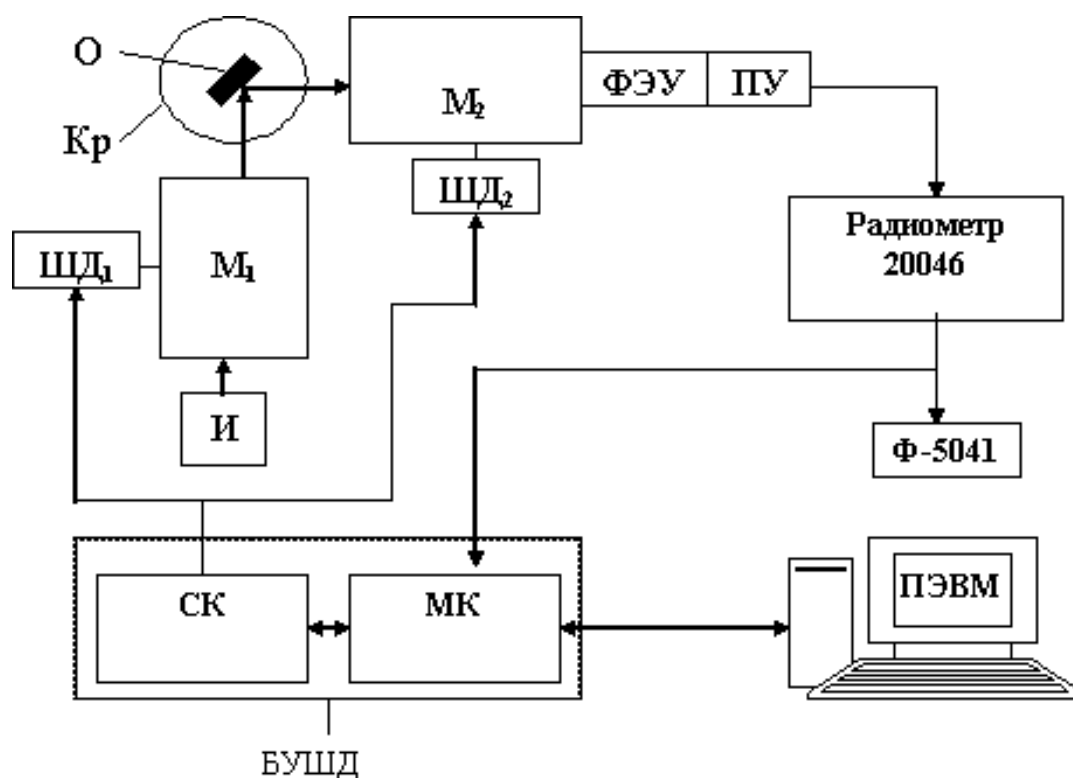 О
Кр
М₂
ФЭУ
ПУ
ШД₂
ШД₁
М₁
Радиометр
20046
И
Ф-5041
СК
МК
ПЭВМ
БУШД